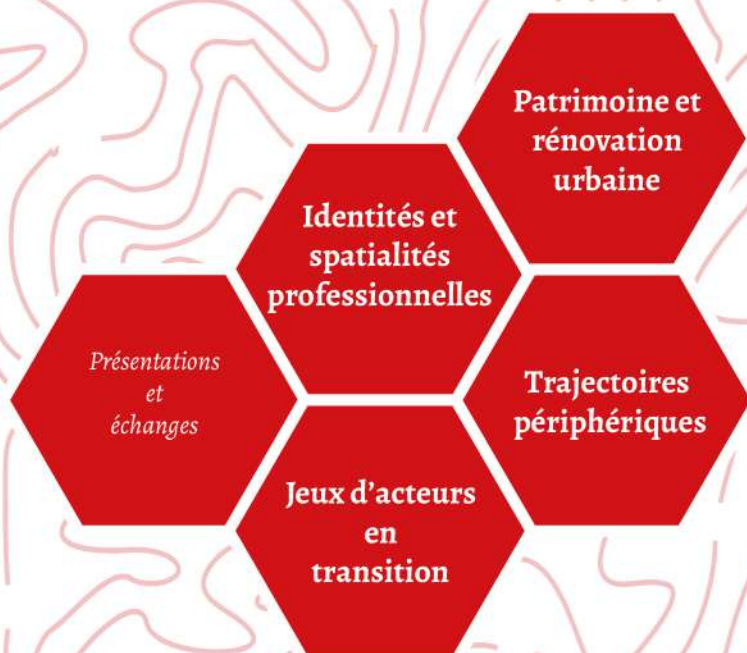 Patrimoine et
rénovation
urbaine
Identités et
spatialités
professionnelles
Présentations
et
échanges
Trajectoires
périphériques
Jeux d’acteurs
en
transition